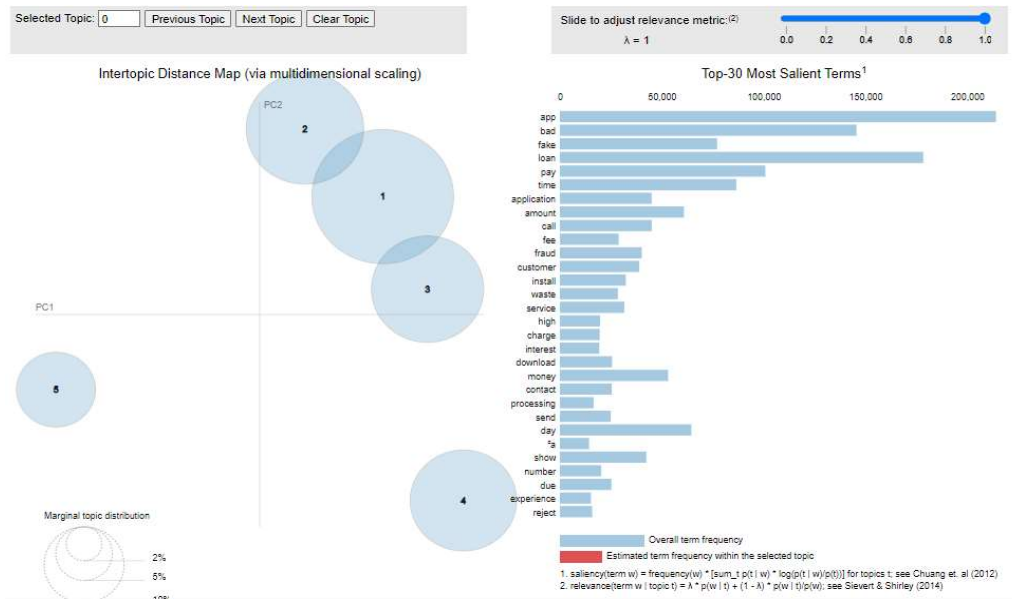 Selected Topic: 0 Previous Topic Next Topic Clear Topic
Slide to adjust relevance metric:(2)
λ = 1
0.0 0.2 0.4 0.6 0.8 1.0
Intertopic Distance Map (via multidimensional scaling)
PC2
PC1
2
1
3
5
4
Marginal topic distribution
2%
5%
10%
Top-30 Most Salient Terms1
0 50,000 100,000 150,000 200,000
app
bad
fake
loan
pay
time
application
amount
call
fee
fraud
customer
install
waste
service
high
charge
interest
download
money
contact
processing
send
day
show
number
due
experience
reject
Overall term frequency
Estimated term frequency within the selected topic
1. saliency(term w) = frequency(w) * [sum_t p(t | w) * log(p(t | w)/p(t))] for topics t; see Chuang et. al (2012)
2. relevance(term w | topic t) = λ * p(w | t) + (1 - λ) * p(w | t)/p(w); see Sievert & Shirley (2014)